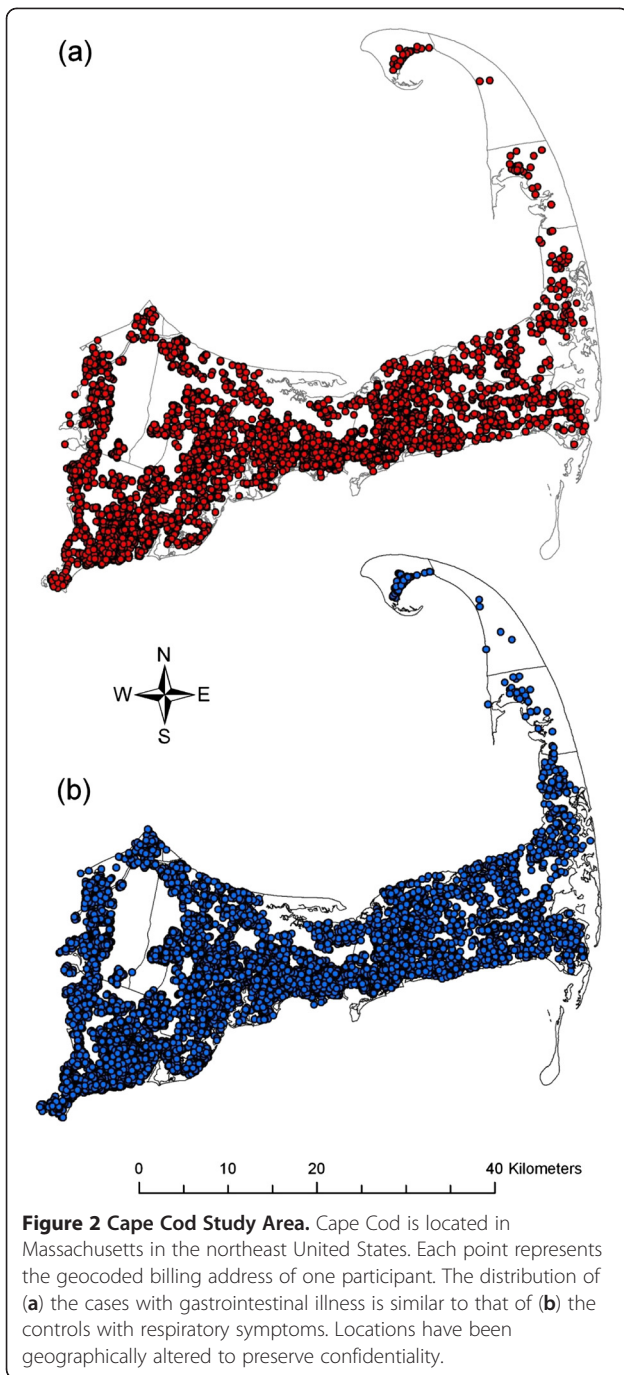 (a)
N
W E
S
(b)
0 10 20 40 Kilometers
Figure 2 Cape Cod Study Area. Cape Cod is located in
Massachusetts in the northeast United States. Each point represents
the geocoded billing address of one participant. The distribution of
(a) the cases with gastrointestinal illness is similar to that of (b) the
controls with respiratory symptoms. Locations have been
geographically altered to preserve confidentiality.